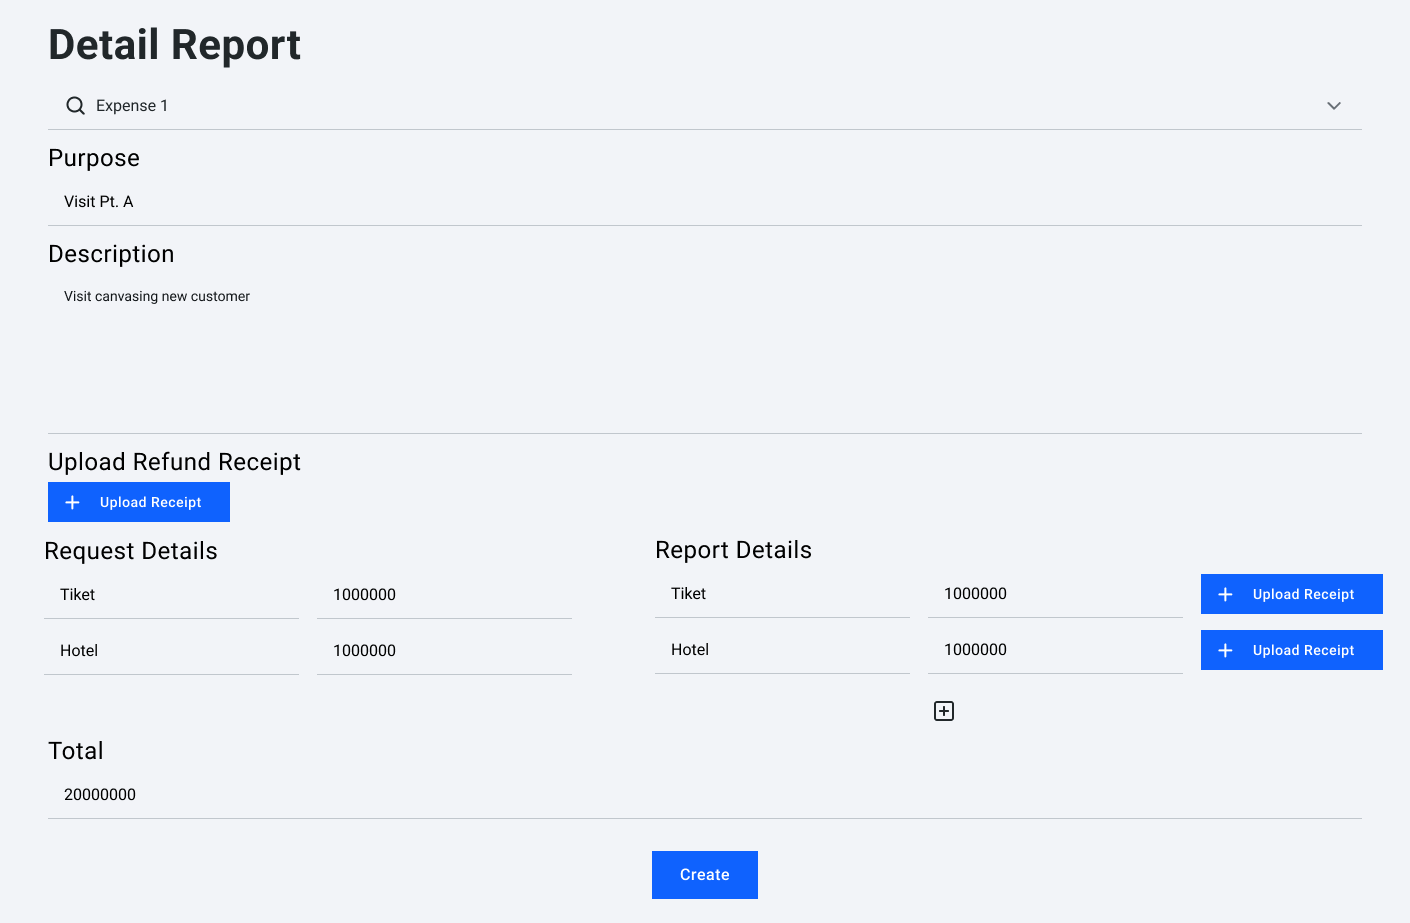 Detail Report
Expense 1
Purpose
Visit Pt. A
Description
Visit canvasing new customer
Upload Refund Receipt
Upload Receipt
Request Details
Tiket 1000000
Hotel 1000000
Report Details
Tiket 1000000 Upload Receipt
Hotel 1000000 Upload Receipt
Total
20000000
Create